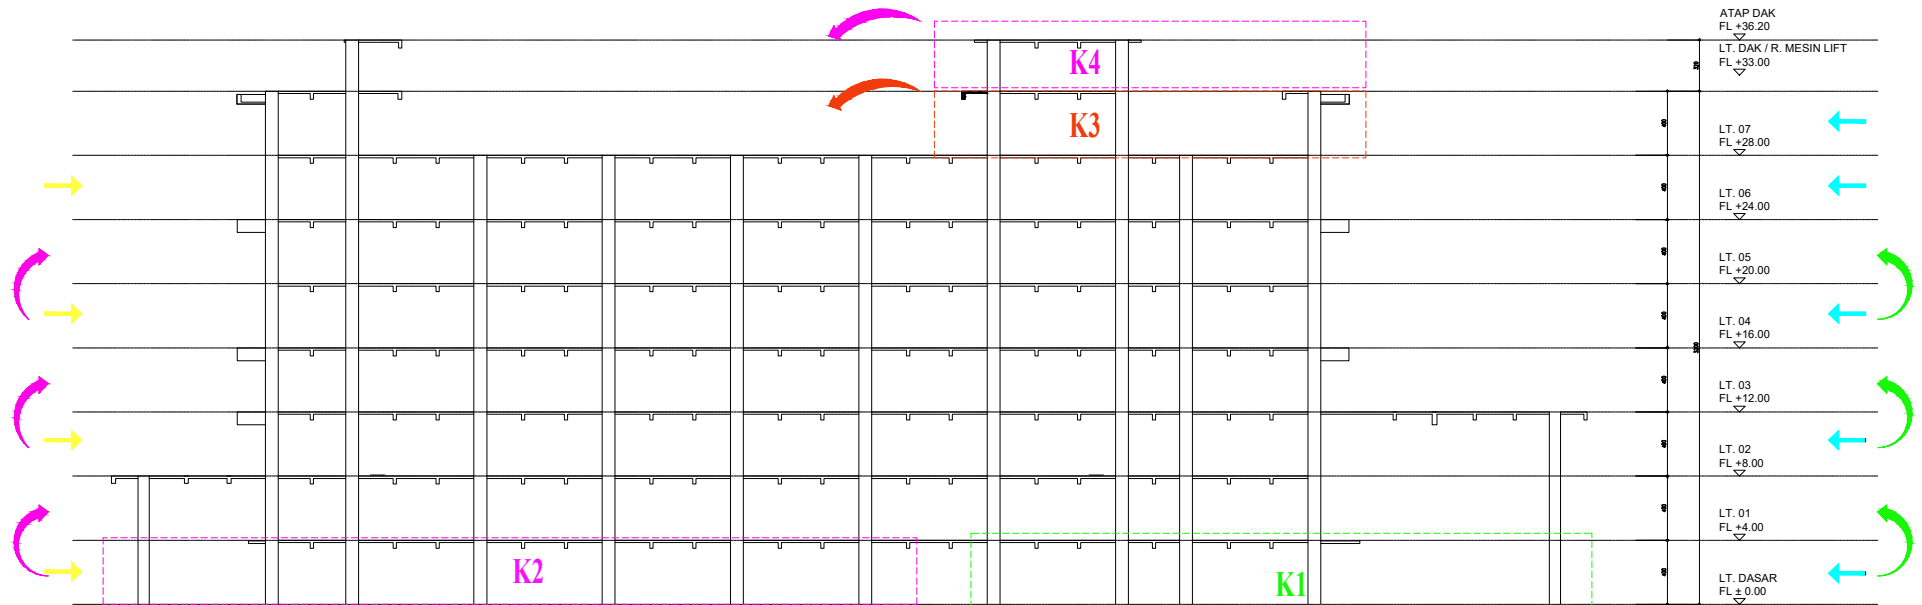 ATAP DAK
FL +36.20
LT. DAK / R. MESIN LIFT
FL +33.00
K4
K3
LT. 07
FL +28.00
LT. 06
FL +24.00
LT. 05
FL +20.00
LT. 04
FL +16.00
LT. 03
FL +12.00
LT. 02
FL +8.00
LT. 01
FL +4.00
K2
K1
LT. DASAR
FL ± 0.00